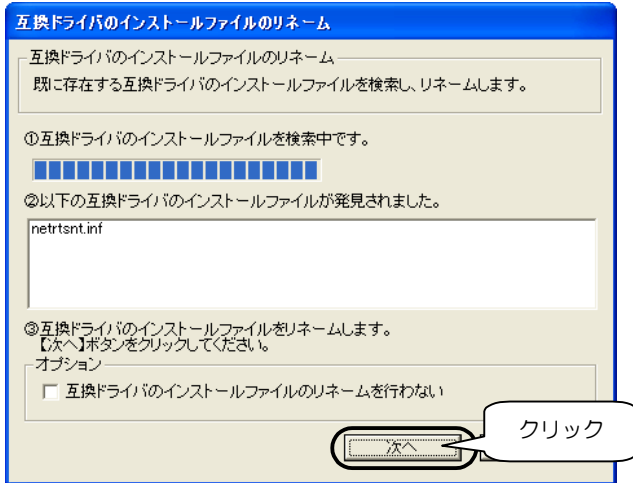 互換ドライバのインストールファイルのリネーム
互換ドライバのインストールファイルのリネーム
既に存在する互換ドライバのインストールファイルを検索し、リネームします。
①互換ドライバのインストールファイルを検索中です。
②以下の互換ドライバのインストールファイルが発見されました。
netrtsnt.inf
③互換ドライバのインストールファイルをリネームします。
【次へ】ボタンをクリックしてください。
オプション
互換ドライバのインストールファイルのリネームを行わない
次へ
クリック